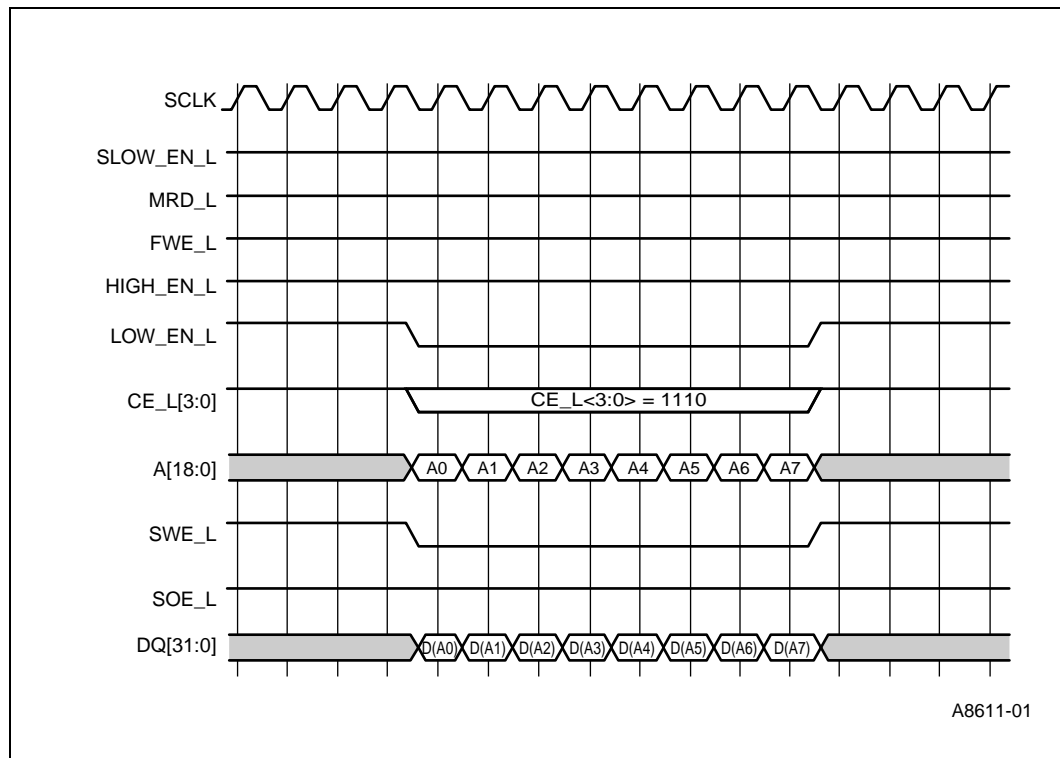 SCLK
SLOW_EN_L
MRD_L
FWE_L
HIGH_EN_L
LOW_EN_L
CE_L[3:0]
CE_L<3:0> = 1110
A[18:0]
A0 A1 A2 A3 A4 A5 A6 A7
SWE_L
SOE_L
DQ[31:0]
D(A0) D(A1) D(A2) D(A3) D(A4) D(A5) D(A6) D(A7)
A8611-01